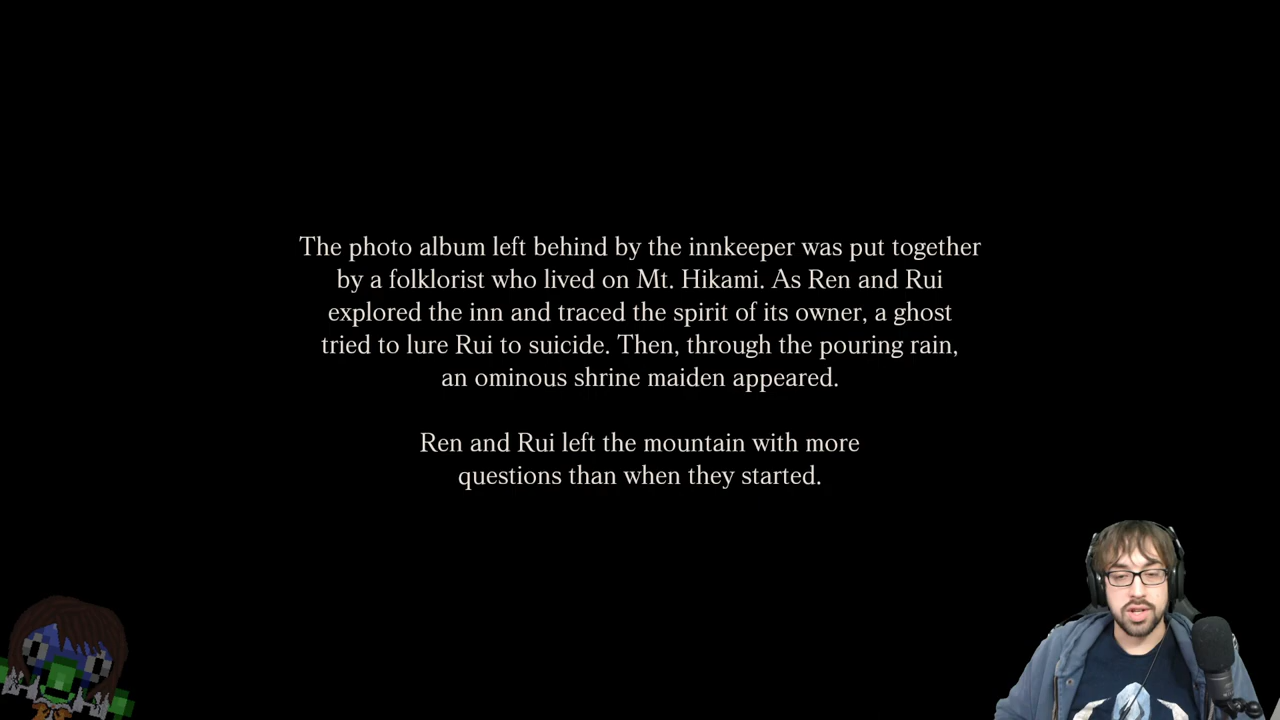 The photo album left behind by the innkeeper was put together
by a folklorist who lived on Mt. Hikami. As Ren and Rui
explored the inn and traced the spirit of its owner, a ghost
tried to lure Rui to suicide. Then, through the pouring rain,
an ominous shrine maiden appeared.
Ren and Rui left the mountain with more
questions than when they started.